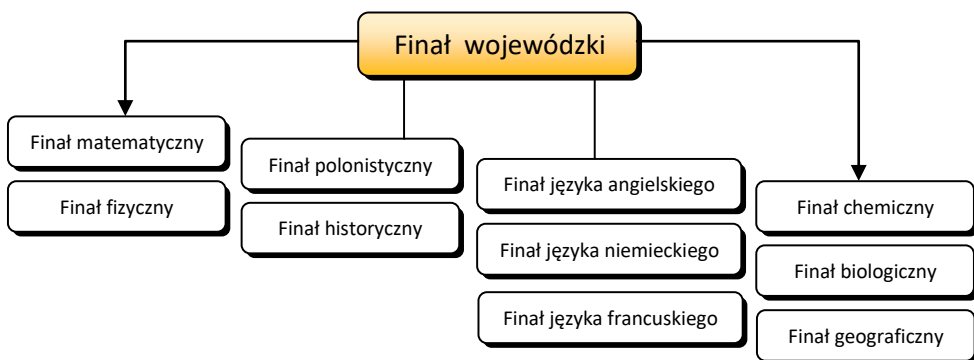 Finał wojewódzki
Finał matematyczny
Finał fizyczny
Finał polonistyczny
Finał historyczny
Finał języka angielskiego
Finał języka niemieckiego
Finał języka francuskiego
Finał chemiczny
Finał biologiczny
Finał geograficzny